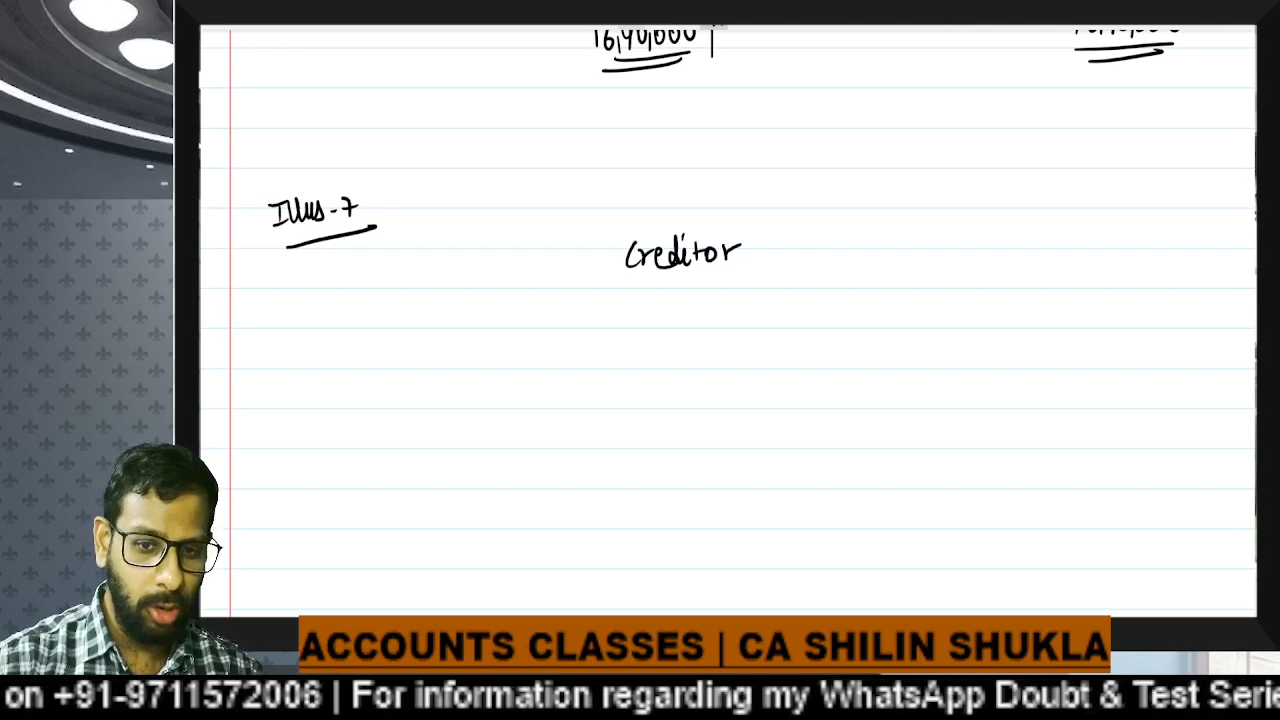 16,40,000
Illus-7
Creditor
ACCOUNTS CLASSES | CA SHILIN SHUKLA
on +91-9711572006 | For information regarding my WhatsApp Doubt & Test Serie